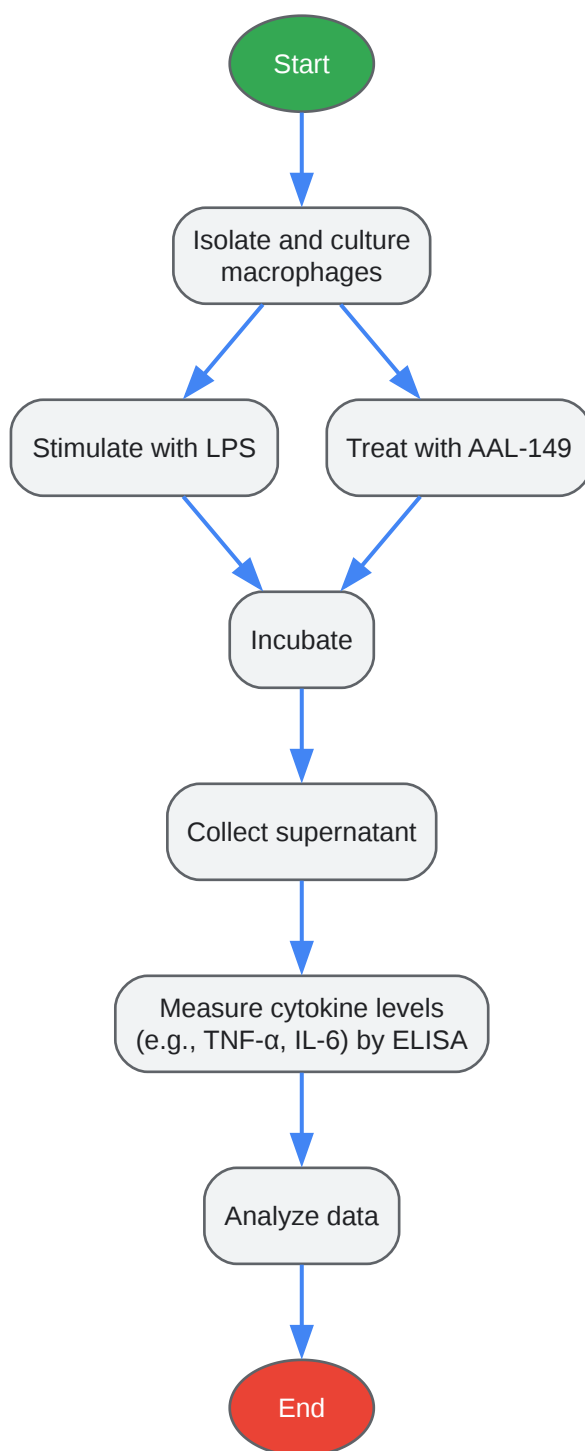 Start
Isolate and culture
macrophages
Stimulate with LPS
Treat with AAL-149
Incubate
Collect supernatant
Measure cytokine levels
(e.g., TNF-α, IL-6) by ELISA
Analyze data
End